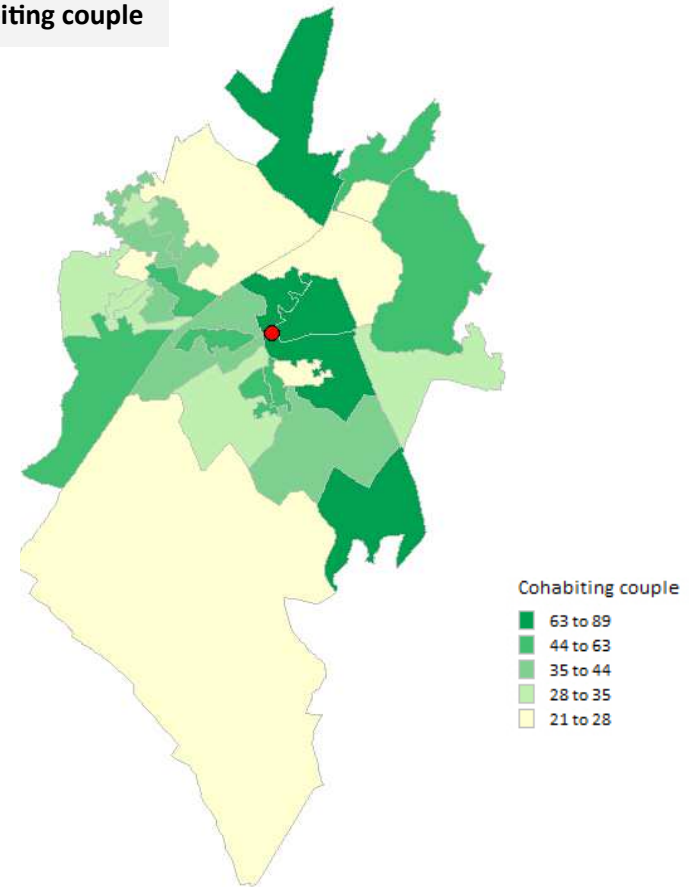 iting couple
Cohabiting couple
63 to 89
44 to 63
35 to 44
28 to 35
21 to 28